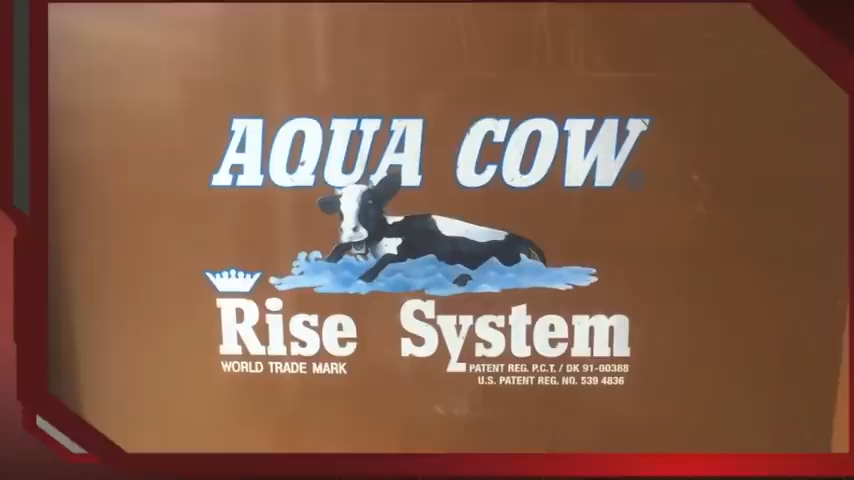 AQUA COW
Rise System
WORLD TRADE MARK
PATENT REG. P.C.T. / DK 91-00388
U.S. PATENT REG. NO. 539 4836